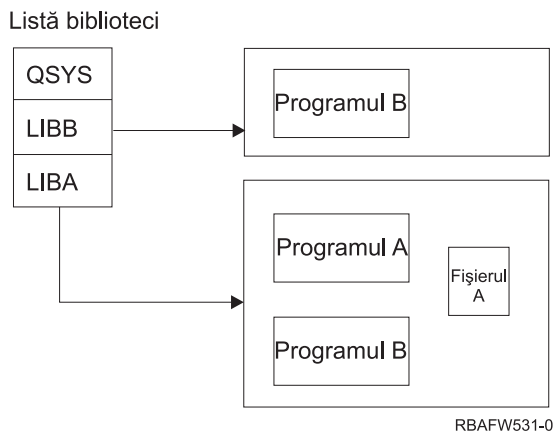 Listă biblioteci
QSYS
LIBB
LIBA
Programul B
Programul A
Fişierul
A
Programul B
RBAFW531-0